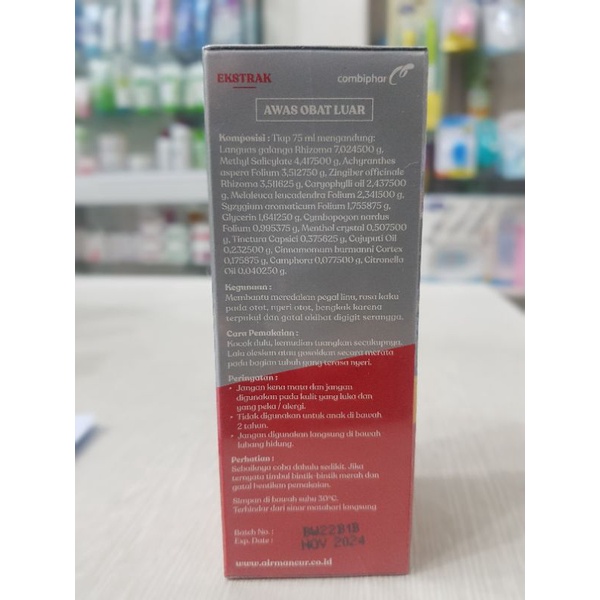 EKSTRAK
combiphar
AWAS OBAT LUAR
Komposisi : Tiap 75 ml mengandung:
Languas galanga Rhizoma 7,024500 g,
Methyl Salicylate 4,417500 g, Achyranthes
aspera Folium 3,512750 g, Zingiber officinale
Rhizoma 3,511625 g, Caryophylli oil 2,437500
g, Melaleuca leucadendra Folium 2,341500 g,
Syzygium aromaticum Folium 1,755875 g,
Glycerin 1,641250 g, Cymbopogon nardus
Folium 0,995375 g, Menthol crystal 0,507500
g, Tinctura Capsici 0,375625 g, Cajuputi Oil
0,232500 g, Cinnamomum burmanni Cortex
0,175875 g, Camphora 0,077500 g, Citronella
Oil 0,040250 g.
Kegunaan :
Membantu meredakan pegal linu, rasa kaku
pada otot, nyeri otot, bengkak karena
terpukul dan gatal akibat digigit serangga.
Cara Pemakaian :
Kocok dulu, kemudian tuangkan secukupnya.
Lalu oleskan atau gosokkan secara merata
pada bagian tubuh yang terasa nyeri.
Peringatan :
• Jangan kena mata dan jangan
digunakan pada kulit yang luka dan
yang peka / alergi.
• Tidak digunakan untuk anak di bawah
2 tahun.
• Jangan digunakan langsung di bawah
lubang hidung.
Perhatian :
Sebaiknya coba dahulu sedikit. Jika
ternyata timbul bintik-bintik merah dan
gatal hentikan pemakaian.
Simpan di bawah suhu 30°C.
Terhindar dari sinar matahari langsung
Batch No. : BW22B1B
Exp. Date : NOV 2024
www.airmancur.co.id